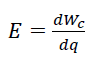 E = dW_c / dq